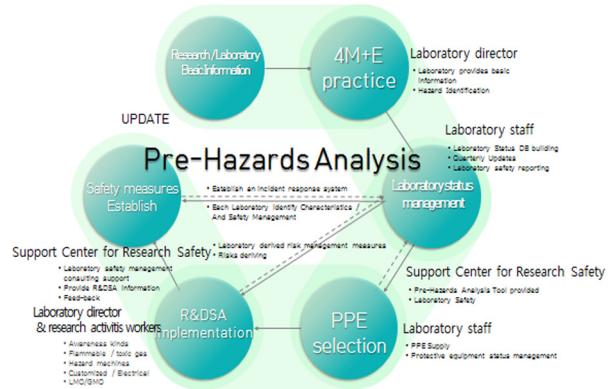 Research/Laboratory
Basic Information
4M+E
practice
Laboratory director
• Laboratory provides basic
information
• Hazard Identification
UPDATE
Laboratory staff
• Laboratory Status DB building
• Quarterly Updates
• Laboratory safety reporting
Pre-Hazards Analysis
Safety measures
Establish
• Establish an incident response system
• Each Laboratory Identify Characteristics /
And Safety Management
Laboratory status
management
• Laboratory derived risk management measures
• Risks deriving
Support Center for Research Safety
• Laboratory safety management
consulting support
• Provide R&DSA Information
• Feed-back
Laboratory director
& research activitis workers
• Awareness kinds
• Flammable / toxic gas
• Hazard machines
• Customized / Electrical
• LMO/GMO
R&DSA
implementation
PPE
selection
Support Center for Research Safety
• Pre-Hazards Analysis Tool provided
• Laboratory Safety
Laboratory staff
• PPE Supply
• Protective equipment status management